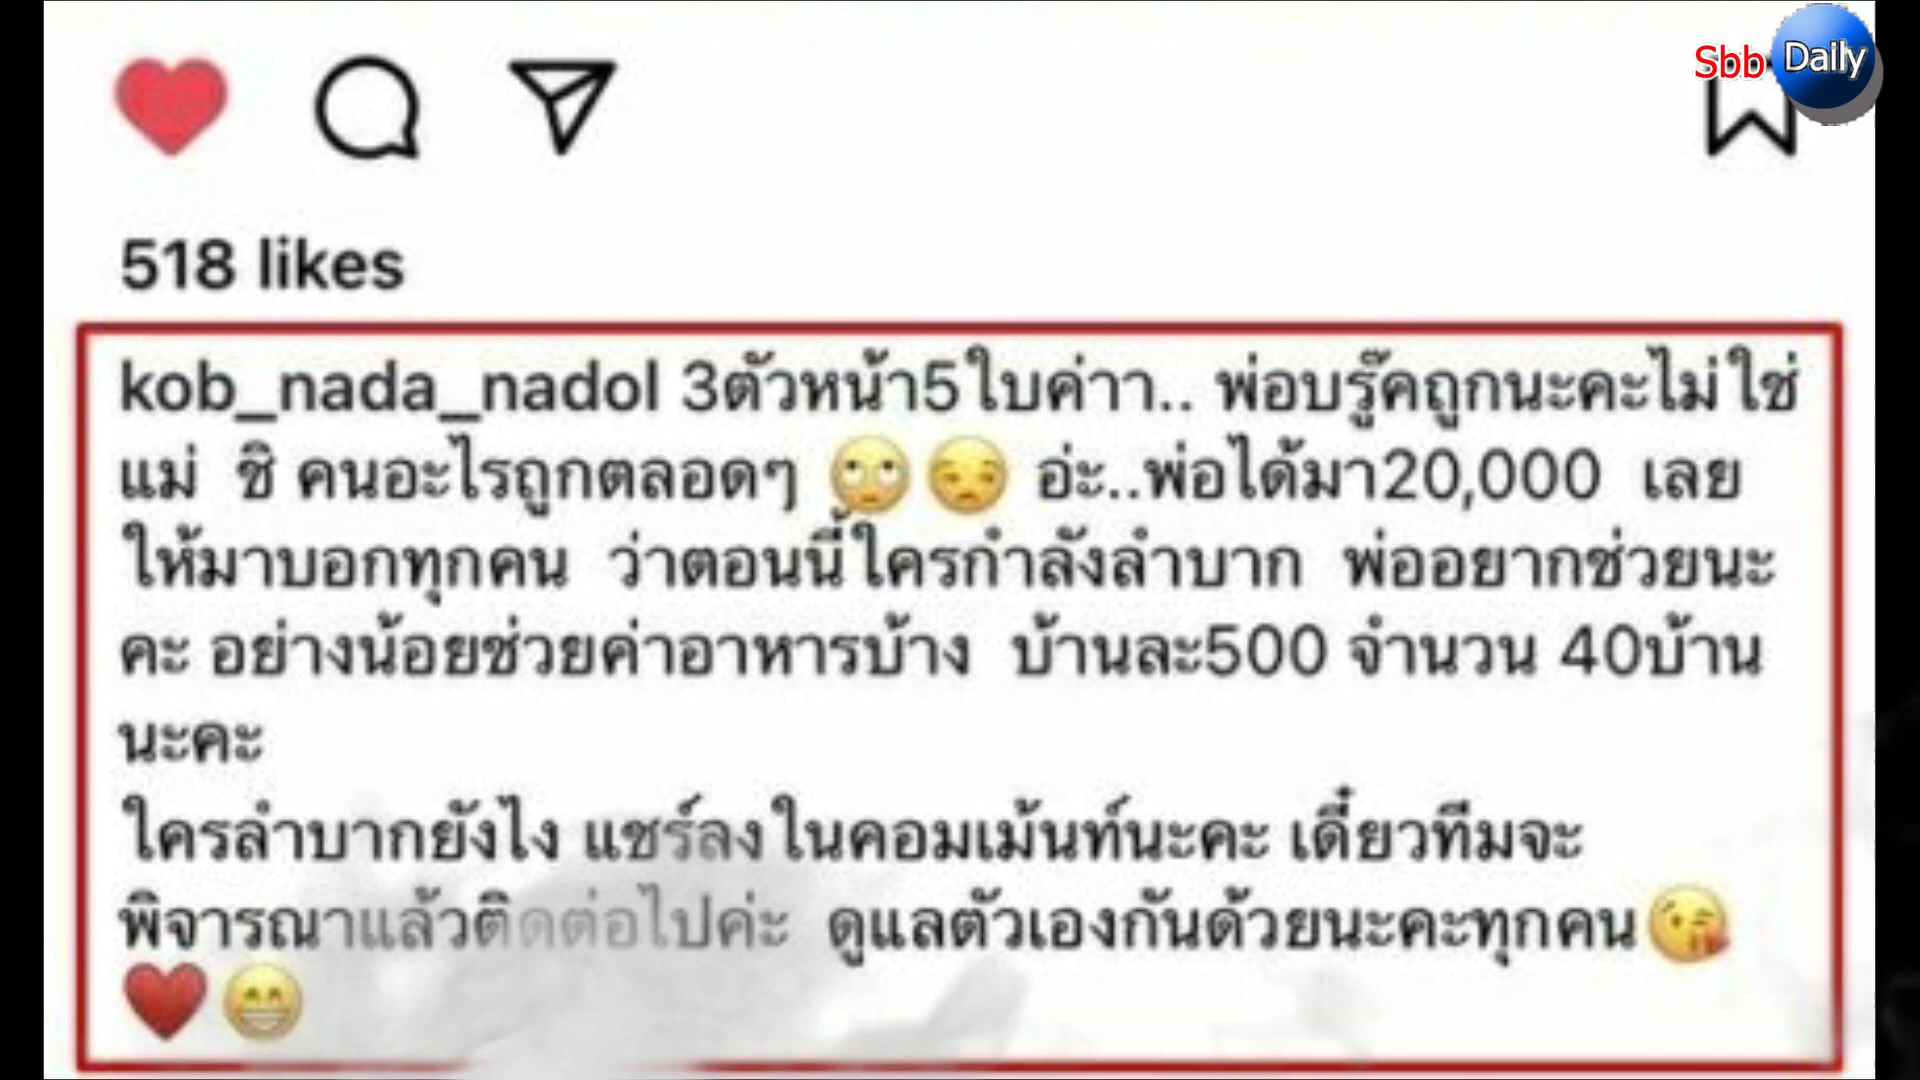 Sbb Daily
518 likes
kob_nada_nadol 3ตัวหน้า5ใบค่าา.. พ่อบรู๊คถูกนะคะไม่ใช่
แม่ ชิ คนอะไรถูกตลอดๆ 🙄😒 อ่ะ..พ่อได้มา20,000 เลย
ให้มาบอกทุกคน ว่าตอนนี้ใครกำลังลำบาก พ่ออยากช่วยนะ
คะ อย่างน้อยช่วยค่าอาหารบ้าง บ้านละ500 จำนวน 40บ้าน
นะคะ
ใครลำบากยังไง แชร์ลงในคอมเม้นท์นะคะ เดี๋ยวทีมจะ
พิจารณาแล้วติดต่อไปค่ะ ดูแลตัวเองกันด้วยนะคะทุกคน😘
❤️😁